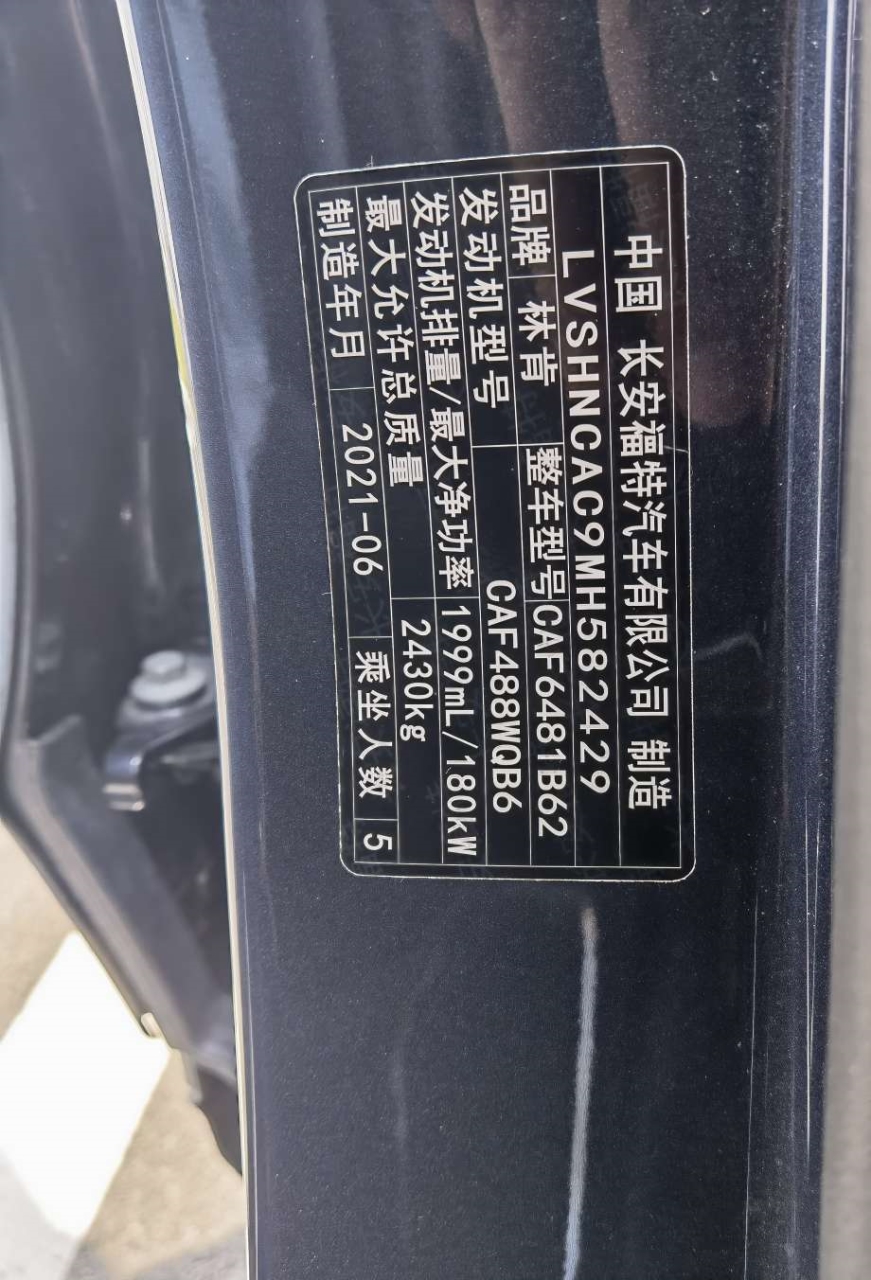 中国 长安福特汽车有限公司 制造
LVSHNCAC9MH582429
品牌 林肯 整车型号 CAF6481B62
发动机型号 CAF488WQB6
发动机排量/最大净功率 1999mL/180kW
最大允许总质量 2430kg
制造年月 2021-06 乘坐人数 5